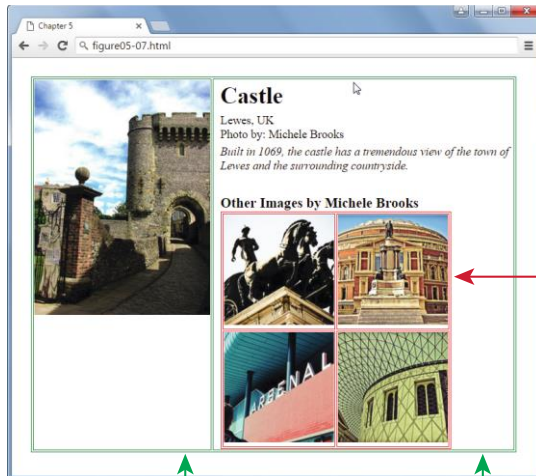 Chapter 5
figure05-07.html
Castle
Lewes, UK
Photo by: Michele Brooks
Built in 1069, the castle has a tremendous view of the town of
Lewes and the surrounding countryside.
Other Images by Michele Brooks
ARSENAL